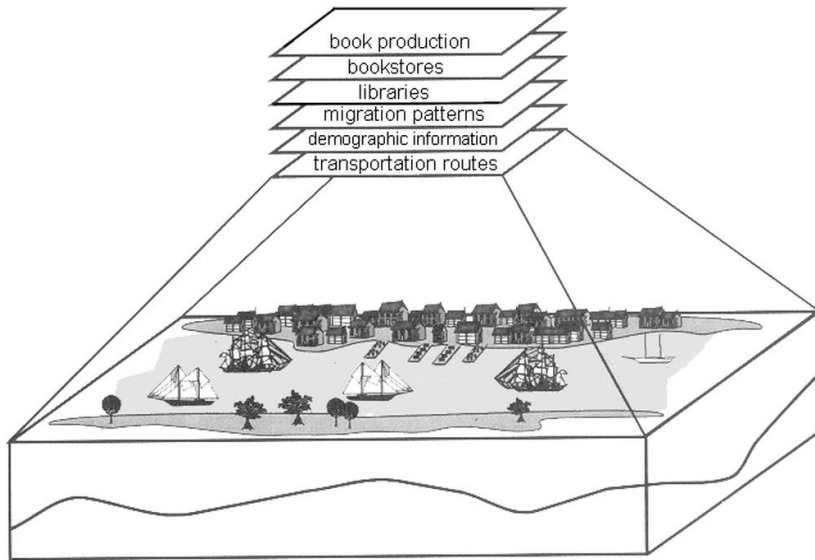 book production
bookstores
libraries
migration patterns
demographic information
transportation routes